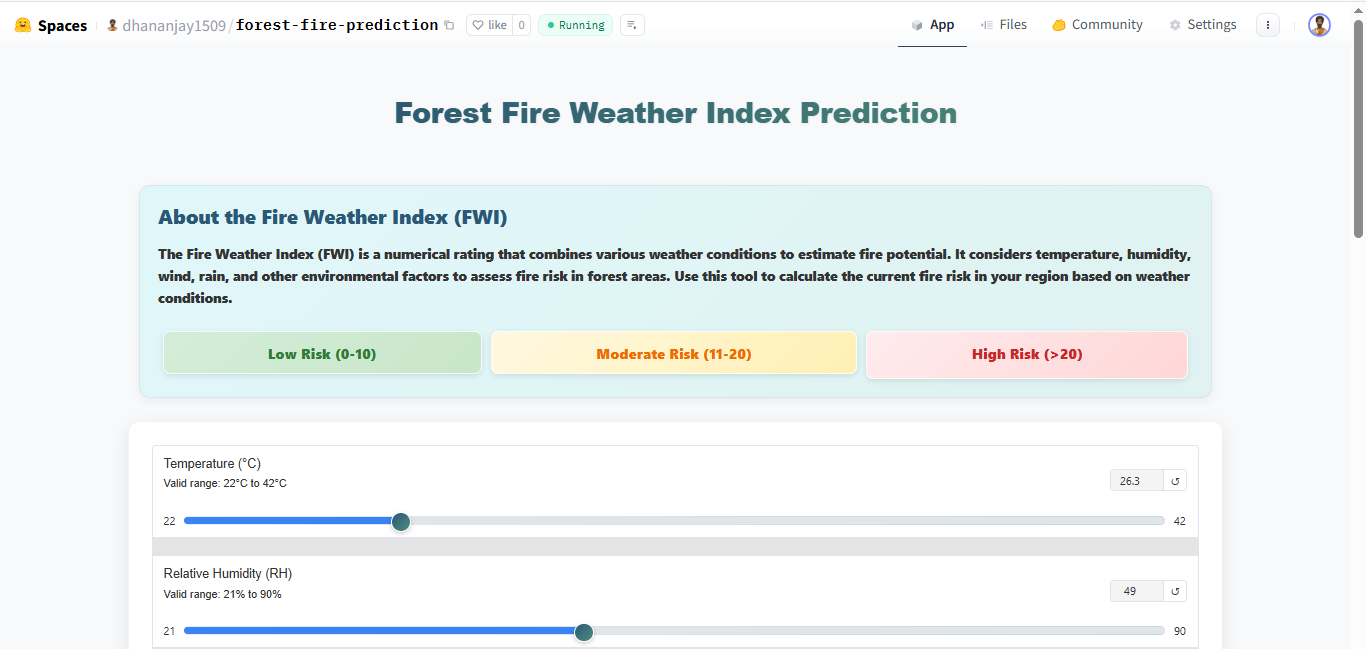 Spaces dhananjay1509/forest-fire-prediction like 0 Running App Files Community Settings
Forest Fire Weather Index Prediction
About the Fire Weather Index (FWI)
The Fire Weather Index (FWI) is a numerical rating that combines various weather conditions to estimate fire potential. It considers temperature, humidity,
wind, rain, and other environmental factors to assess fire risk in forest areas. Use this tool to calculate the current fire risk in your region based on weather
conditions.
Low Risk (0-10) Moderate Risk (11-20) High Risk (>20)
Temperature (°C)
Valid range: 22°C to 42°C
26.3
22 42
Relative Humidity (RH)
Valid range: 21% to 90%
49
21 90